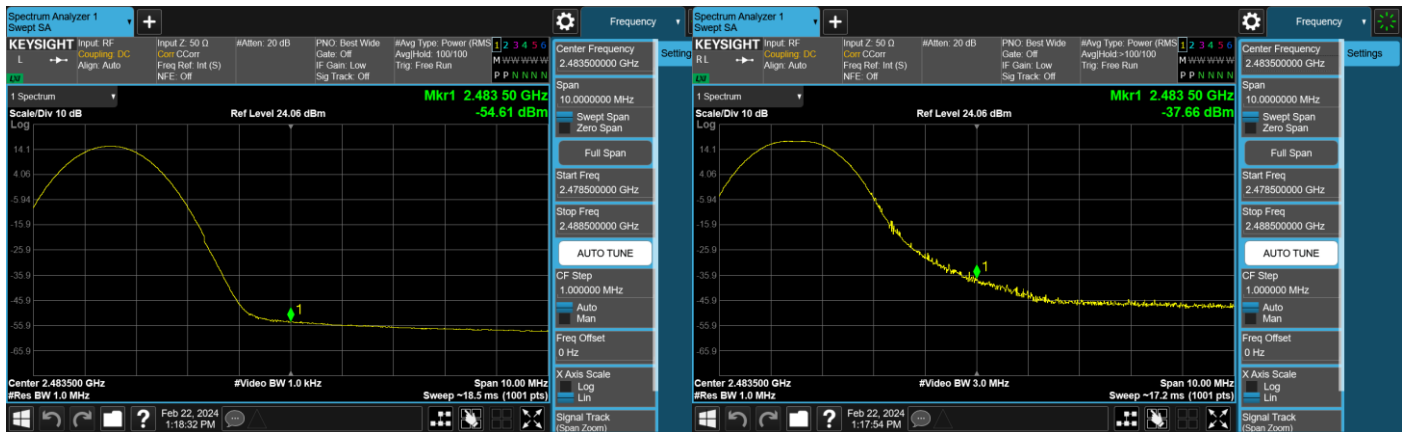 Spectrum Analyzer 1
Swept SA
Frequency
KEYSIGHT
L
LXI
Input: RF
Coupling: DC
Align: Auto
Input Z: 50 Ω
Corr CCorr
Freq Ref: Int (S)
NFE: Off
#Atten: 20 dB
PNO: Best Wide
Gate: Off
IF Gain: Low
Sig Track: Off
#Avg Type: Power (RMS
Avg|Hold: 100/100
Trig: Free Run
1 2 3 4 5 6
M W W W W W
P P N N N N
1 Spectrum
Scale/Div 10 dB
Log
Ref Level 24.06 dBm
Mkr1 2.483 50 GHz
-54.61 dBm
14.1
4.06
-5.94
-15.9
-25.9
-35.9
-45.9
-55.9
-65.9
1
Center 2.483500 GHz
#Res BW 1.0 MHz
#Video BW 1.0 kHz
Span 10.00 MHz
Sweep ~18.5 ms (1001 pts)
Feb 22, 2024
1:18:32 PM
Center Frequency
2.483500000 GHz
Span
10.0000000 MHz
Swept Span
Zero Span
Full Span
Start Freq
2.478500000 GHz
Stop Freq
2.488500000 GHz
AUTO TUNE
CF Step
1.000000 MHz
Auto
Man
Freq Offset
0 Hz
X Axis Scale
Log
Lin
Signal Track
(Span Zoom)
Settings
Spectrum Analyzer 1
Swept SA
Frequency
KEYSIGHT
R L
LXI
Input: RF
Coupling: DC
Align: Auto
Input Z: 50 Ω
Corr CCorr
Freq Ref: Int (S)
NFE: Off
#Atten: 20 dB
PNO: Best Wide
Gate: Off
IF Gain: Low
Sig Track: Off
#Avg Type: Power (RMS
Avg|Hold:>100/100
Trig: Free Run
1 2 3 4 5 6
M W W W W W
P P N N N N
1 Spectrum
Scale/Div 10 dB
Log
Ref Level 24.06 dBm
Mkr1 2.483 50 GHz
-37.66 dBm
14.1
4.06
-5.94
-15.9
-25.9
-35.9
-45.9
-55.9
-65.9
1
Center 2.483500 GHz
#Res BW 1.0 MHz
#Video BW 3.0 MHz
Span 10.00 MHz
Sweep ~17.2 ms (1001 pts)
Feb 22, 2024
1:17:54 PM
Center Frequency
2.483500000 GHz
Span
10.0000000 MHz
Swept Span
Zero Span
Full Span
Start Freq
2.478500000 GHz
Stop Freq
2.488500000 GHz
AUTO TUNE
CF Step
1.000000 MHz
Auto
Man
Freq Offset
0 Hz
X Axis Scale
Log
Lin
Signal Track
(Span Zoom)
Settings